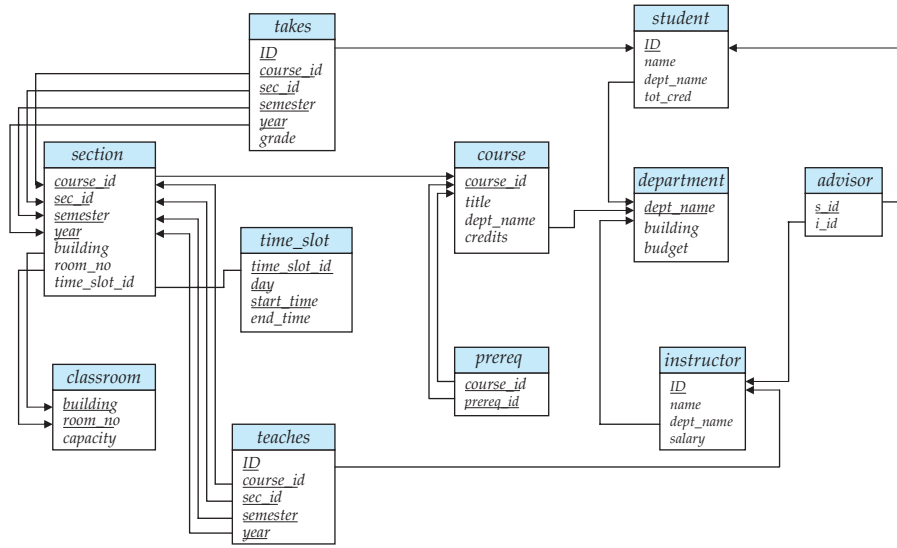 takes
ID
course_id
sec_id
semester
year
grade
student
ID
name
dept_name
tot_cred
section
course_id
sec_id
semester
year
building
room_no
time_slot_id
course
course_id
title
dept_name
credits
department
dept_name
building
budget
advisor
s_id
i_id
time_slot
time_slot_id
day
start_time
end_time
prereq
course_id
prereq_id
instructor
ID
name
dept_name
salary
classroom
building
room_no
capacity
teaches
ID
course_id
sec_id
semester
year